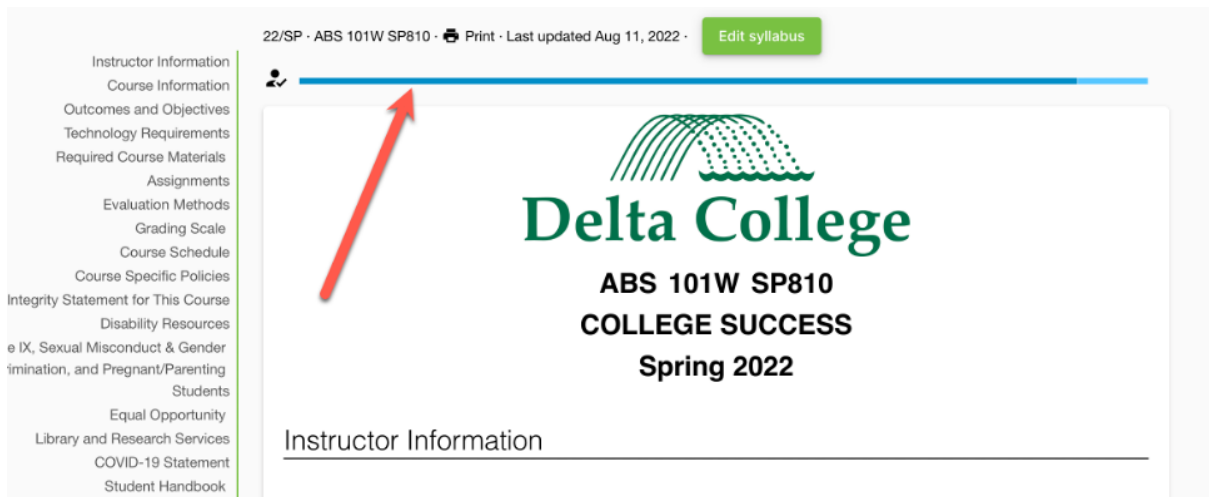 22/SP · ABS 101W SP810 · Print · Last updated Aug 11, 2022 ·
Edit syllabus
Instructor Information
Course Information
Outcomes and Objectives
Technology Requirements
Required Course Materials
Assignments
Evaluation Methods
Grading Scale
Course Schedule
Course Specific Policies
Integrity Statement for This Course
Disability Resources
e IX, Sexual Misconduct & Gender
rimination, and Pregnant/Parenting
Students
Equal Opportunity
Library and Research Services
COVID-19 Statement
Student Handbook
Delta College
ABS 101W SP810
COLLEGE SUCCESS
Spring 2022
Instructor Information